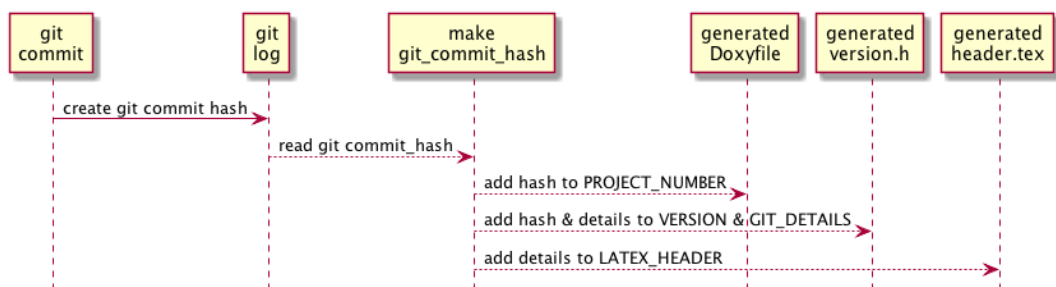 git
commit
git
log
make
git_commit_hash
generated
Doxyfile
generated
version.h
generated
header.tex
create git commit hash
read git commit_hash
add hash to PROJECT_NUMBER
add hash & details to VERSION & GIT_DETAILS
add details to LATEX_HEADER